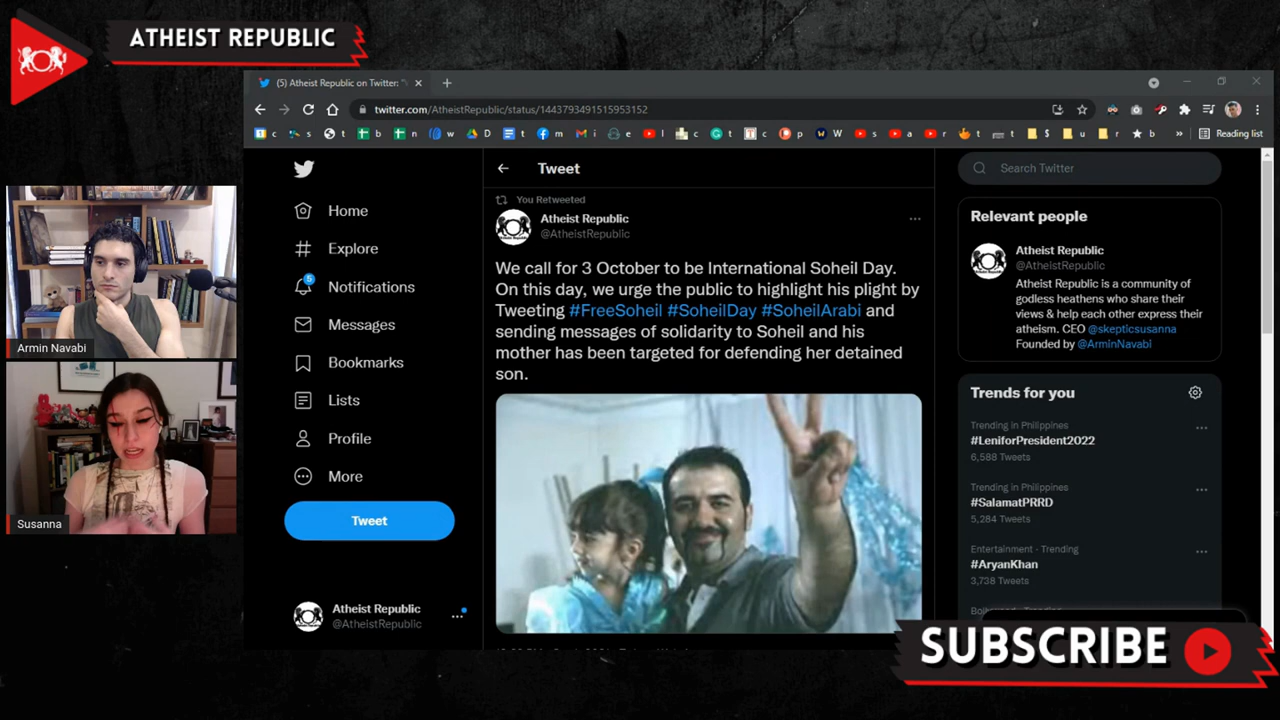 ATHEIST REPUBLIC
(5) Atheist Republic on Twitter: "
twitter.com/AtheistRepublic/status/1443793491515953152
Reading list
Tweet
Search Twitter
You Retweeted
Atheist Republic
@AtheistRepublic
We call for 3 October to be International Soheil Day.
On this day, we urge the public to highlight his plight by
Tweeting #FreeSoheil #SoheilDay #SoheilArabi and
sending messages of solidarity to Soheil and his
mother has been targeted for defending her detained
son.
Home
Explore
5
Notifications
Messages
Bookmarks
Lists
Profile
More
Tweet
Atheist Republic
@AtheistRepublic
Relevant people
Atheist Republic
@AtheistRepublic
Atheist Republic is a community of
godless heathens who share their
views & help each other express their
atheism. CEO @skepticsusanna
Founded by @ArminNavabi
Trends for you
Trending in Philippines
#LeniforPresident2022
6,588 Tweets
Trending in Philippines
#SalamatPRRD
5,284 Tweets
Entertainment · Trending
#AryanKhan
3,738 Tweets
Armin Navabi
Susanna
SUBSCRIBE